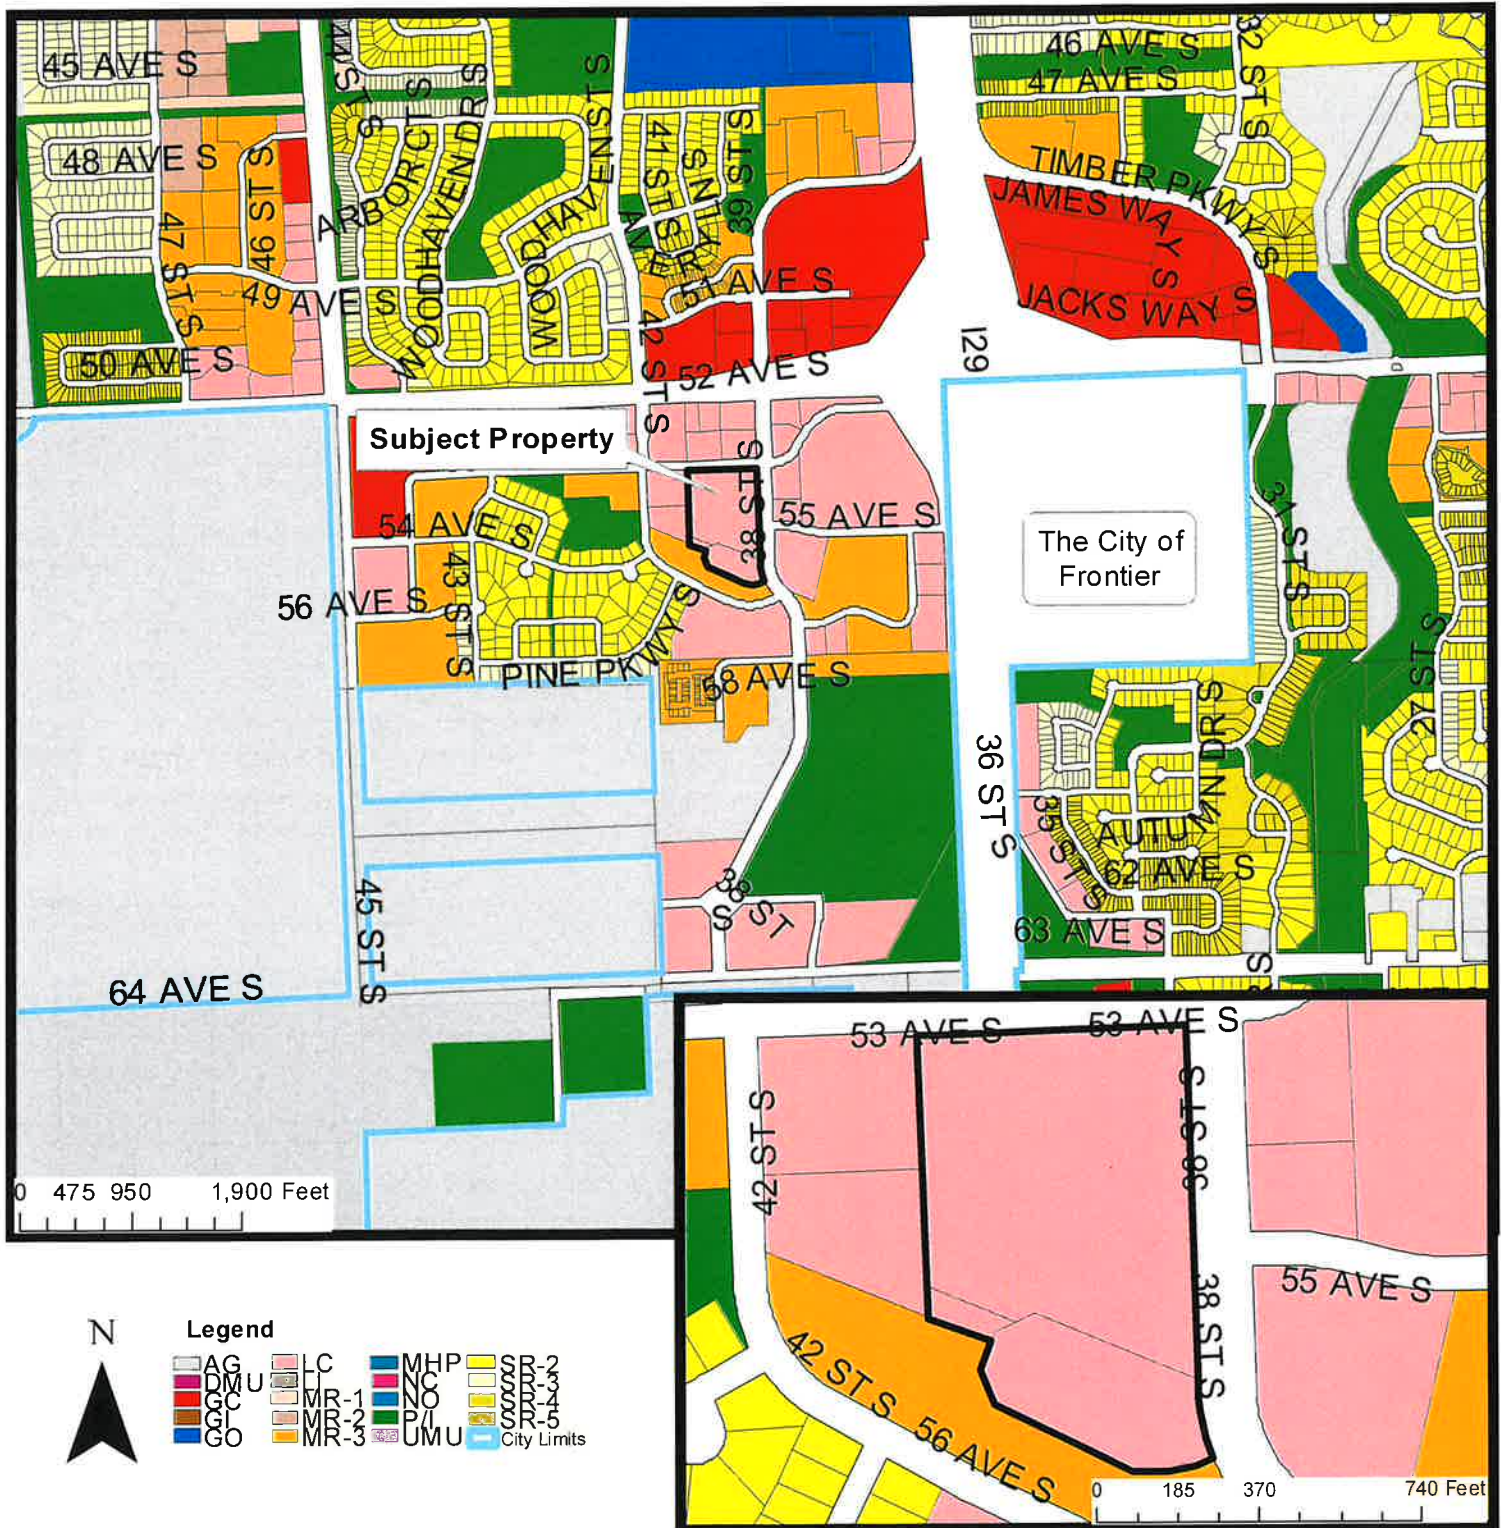 45 AVE S
44 ST S
46 AVE S
32 ST S
47 AVE S
48 AVE S
46 ST S
47 ST S
ARBOR CT S
WOODHAVEN DR S
WOODHAVEN ST S
WOODHAVEN
41 ST S
39 ST S
AVERY LN S
TIMBER PKWY S
JAMES WAY S
JACKS WAY S
49 AVE S
51 AVE S
50 AVE S
42 ST S
52 AVE S
I29
Subject Property
38 ST S
54 AVE S
55 AVE S
The City of
Frontier
31 ST S
43 ST S
56 AVE S
PINE PKWY S
58 AVE S
27 ST S
36 ST S
AUTUMN DR S
35 ST S
62 AVE S
63 AVE S
38 ST S
45 ST S
64 AVE S
S
0 475 950 1,900 Feet
53 AVE S
53 AVE S
42 ST S
38 ST S
38 ST S
55 AVE S
42 ST S
56 AVE S
0 185 370 740 Feet
N
Legend
AG
DMU
GC
GI
GO
LC
LI
MR-1
MR-2
MR-3
MHP
NC
NO
P/I
UMU
SR-2
SR-3
SR-4
SR-5
City Limits